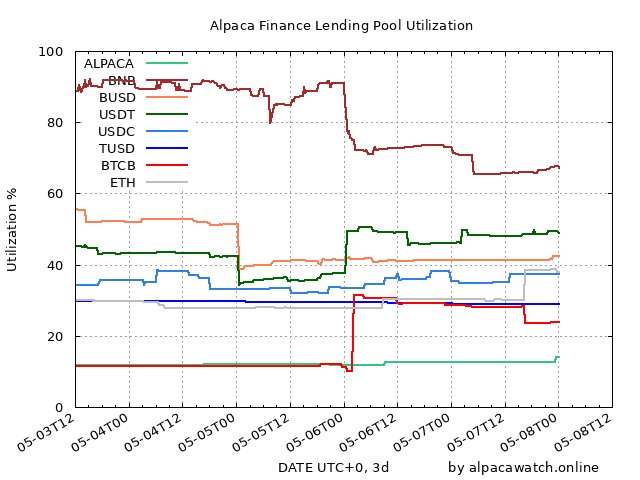 Alpaca Finance Lending Pool Utilization
100
80
60
40
20
0
Utilization %
ALPACA
BNB
BUSD
USDT
USDC
TUSD
BTCB
ETH
05-03T12
05-04T00
05-04T12
05-05T00
05-05T12
05-06T00
05-06T12
05-07T00
05-07T12
05-08T00
05-08T12
DATE UTC+0, 3d
by alpacawatch.online